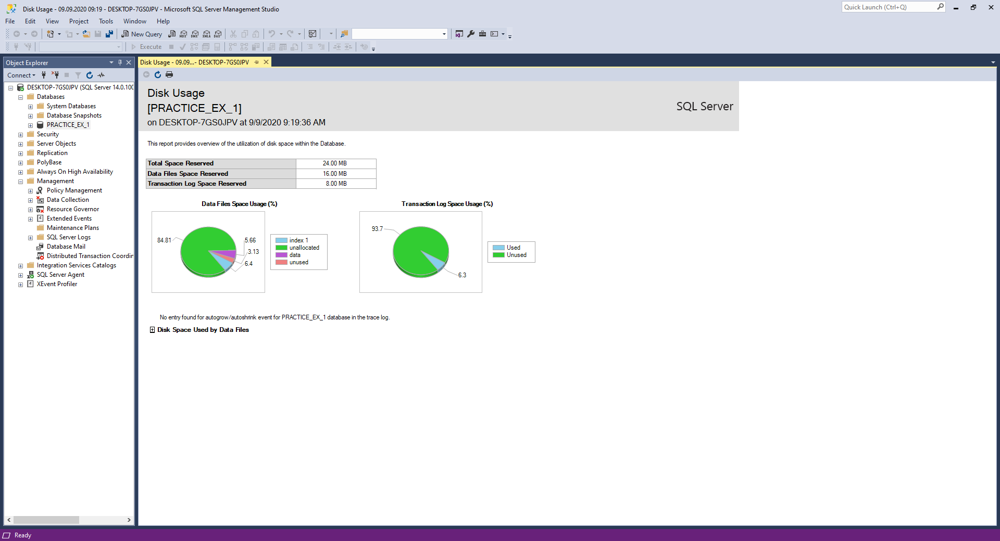 Disk Usage - 09.09.2020 09:19 - DESKTOP-7GS0JPV - Microsoft SQL Server Management Studio
Quick Launch (Ctrl+Q)
File Edit View Project Tools Window Help
New Query MDX DMX XMLA DAX
Execute
Object Explorer
Disk Usage - 09.09...- DESKTOP-7GS0JPV
Connect
DESKTOP-7GS0JPV (SQL Server 14.0.100
Databases
System Databases
Database Snapshots
PRACTICE_EX_1
Security
Server Objects
Replication
PolyBase
Always On High Availability
Management
Policy Management
Data Collection
Resource Governor
Extended Events
Maintenance Plans
SQL Server Logs
Database Mail
Distributed Transaction Coordin
Integration Services Catalogs
SQL Server Agent
XEvent Profiler
Disk Usage
[PRACTICE_EX_1]
on DESKTOP-7GS0JPV at 9/9/2020 9:19:36 AM
SQL Server
This report provides overview of the utilization of disk space within the Database.
Total Space Reserved 24.00 MB
Data Files Space Reserved 16.00 MB
Transaction Log Space Reserved 8.00 MB
Data Files Space Usage (%)
84.81
5.66
3.13
6.4
index 1
unallocated
data
unused
Transaction Log Space Usage (%)
93.7
6.3
Used
Unused
No entry found for autogrow/autoshrink event for PRACTICE_EX_1 database in the trace log.
Disk Space Used by Data Files
Ready